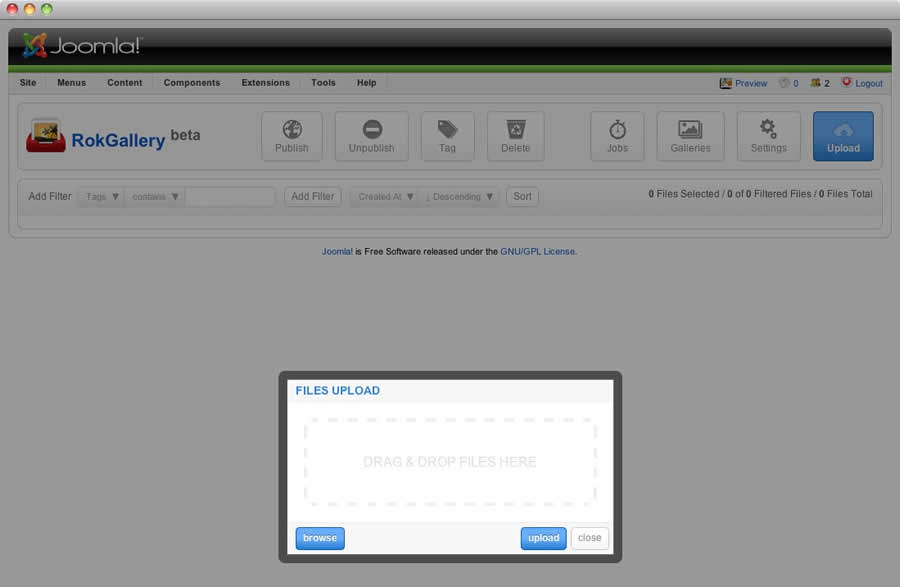 Joomla!
Site Menus Content Components Extensions Tools Help Preview 0 2 Logout
RokGallery beta Publish Unpublish Tag Delete Jobs Galleries Settings Upload
Add Filter Tags ▼ contains ▼ Add Filter Created At ▼ ↓ Descending ▼ Sort 0 Files Selected / 0 of 0 Filtered Files / 0 Files Total
Joomla! is Free Software released under the GNU/GPL License.
FILES UPLOAD
DRAG & DROP FILES HERE
browse upload close